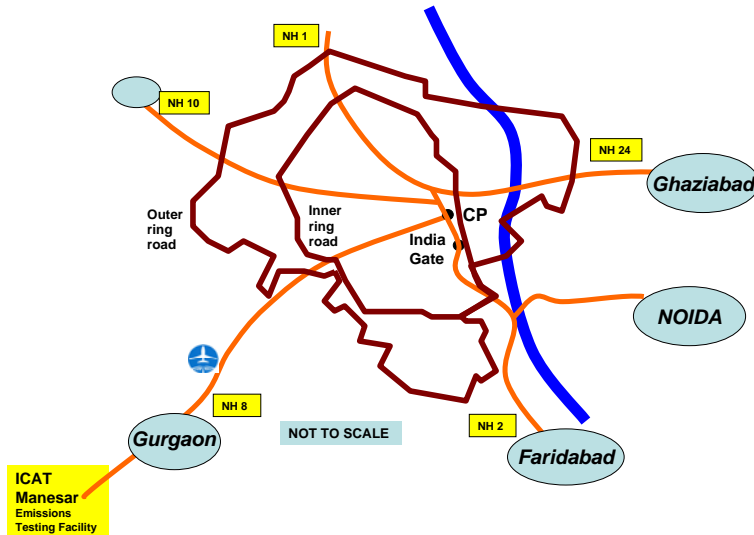 NH 1
NH 10
NH 24
Ghaziabad
Outer
ring
road
Inner
ring
road
CP
India
Gate
NOIDA
NH 8
NOT TO SCALE
NH 2
Gurgaon
Faridabad
ICAT
Manesar
Emissions
Testing Facility